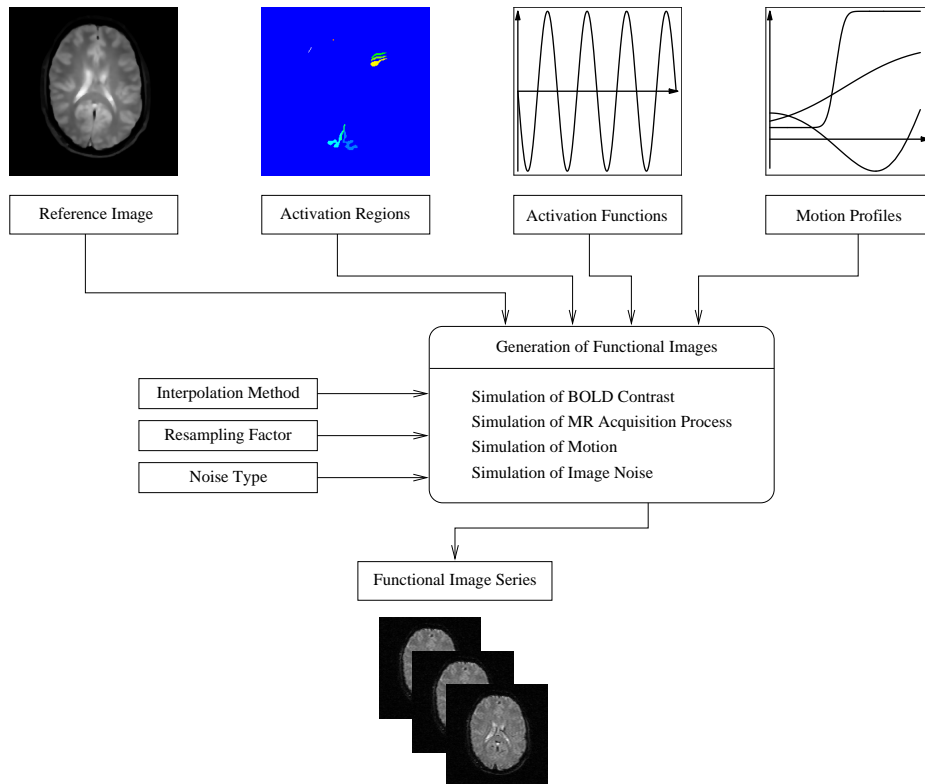 Reference Image
Activation Regions
Activation Functions
Motion Profiles
Generation of Functional Images
Interpolation Method
Resampling Factor
Noise Type
Simulation of BOLD Contrast
Simulation of MR Acquisition Process
Simulation of Motion
Simulation of Image Noise
Functional Image Series